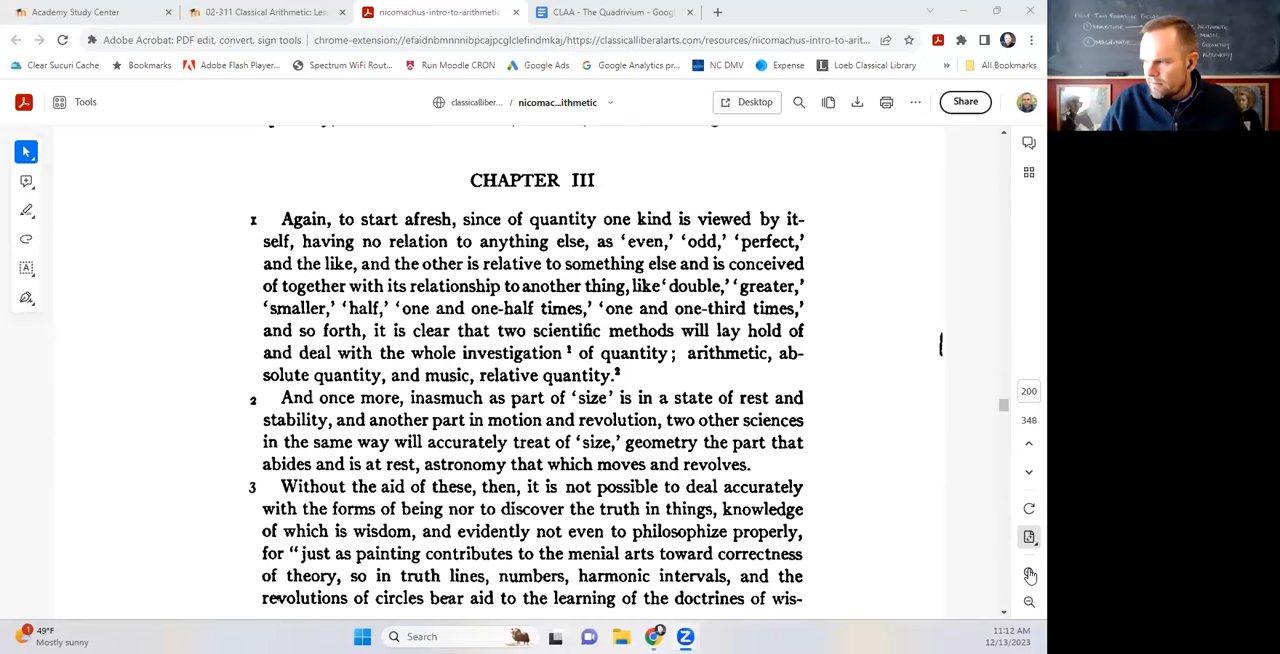 Academy Study Center
02-311 Classical Arithmetic: Les
nicomachus-intro-to-arithmetic
CLAA - The Quadrivium - Googl
Adobe Acrobat: PDF edit, convert, sign tools
chrome-extension://efaidnbmnnnibpcajpcglclefindmkaj/https://classicalliberalarts.com/resources/nicomachus-intro-to-arit...
Clear Sucuri Cache
Bookmarks
Adobe Flash Player...
Spectrum WiFi Rout...
Run Moodle CRON
Google Ads
Google Analytics pr...
NC DMV
Expense
Loeb Classical Library
»
All Bookmarks
Tools
classicalliber...
/ nicomac...ithmetic
Desktop
Share
CHAPTER III
1 Again, to start afresh, since of quantity one kind is viewed by it-
self, having no relation to anything else, as ‘even,’ ‘odd,’ ‘perfect,’
and the like, and the other is relative to something else and is conceived
of together with its relationship to another thing, like ‘double,’ ‘greater,’
‘smaller,’ ‘half,’ ‘one and one-half times,’ ‘one and one-third times,’
and so forth, it is clear that two scientific methods will lay hold of
and deal with the whole investigation¹ of quantity; arithmetic, ab-
solute quantity, and music, relative quantity.²
2 And once more, inasmuch as part of ‘size’ is in a state of rest and
stability, and another part in motion and revolution, two other sciences
in the same way will accurately treat of ‘size,’ geometry the part that
abides and is at rest, astronomy that which moves and revolves.
3 Without the aid of these, then, it is not possible to deal accurately
with the forms of being nor to discover the truth in things, knowledge
of which is wisdom, and evidently not even to philosophize properly,
for “just as painting contributes to the menial arts toward correctness
of theory, so in truth lines, numbers, harmonic intervals, and the
revolutions of circles bear aid to the learning of the doctrines of wis-
200
348
1
49°F
Mostly sunny
Search
11:12 AM
12/13/2023